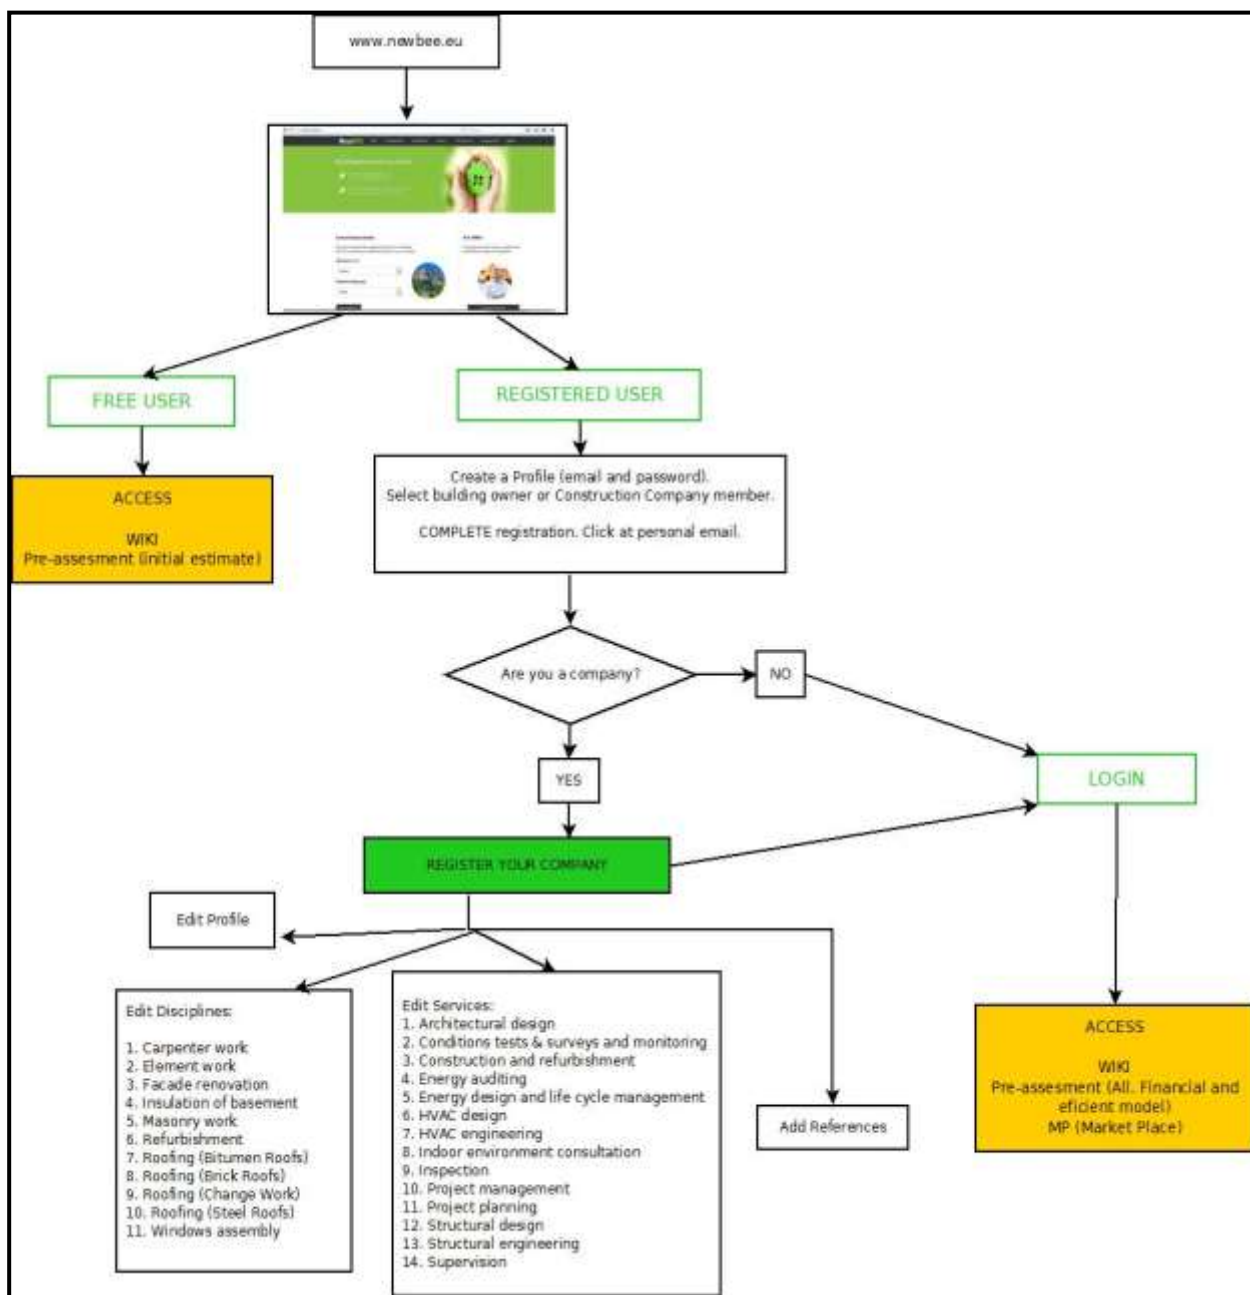 www.newbee.eu
FREE USER
REGISTERED USER
ACCESS
WIKI
Pre-assesment (initial estimate)
Create a Profile (email and password).
Select building owner or Construction Company member.
COMPLETE registration. Click at personal email.
Are you a company?
NO
YES
LOGIN
REGISTER YOUR COMPANY
Edit Profile
Edit Disciplines:
1. Carpenter work
2. Element work
3. Facade renovation
4. Insulation of basement
5. Masonry work
6. Refurbishment
7. Roofing (Bitumen Roofs)
8. Roofing (Brick Roofs)
9. Roofing (Change Work)
10. Roofing (Steel Roofs)
11. Windows assembly
Edit Services:
1. Architectural design
2. Conditions tests & surveys and monitoring
3. Construction and refurbishment
4. Energy auditing
5. Energy design and life cycle management
6. HVAC design
7. HVAC engineering
8. Indoor environment consultation
9. Inspection
10. Project management
11. Project planning
12. Structural design
13. Structural engineering
14. Supervision
Add References
ACCESS
WIKI
Pre-assesment (All. Financial and
eficient model)
MP (Market Place)